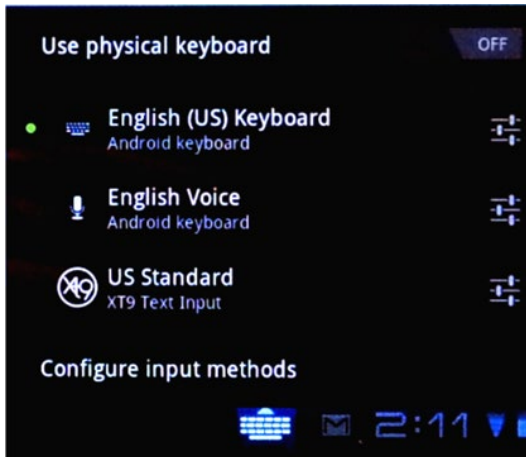 Use physical keyboard
OFF
English (US) Keyboard
Android keyboard
English Voice
Android keyboard
XT9
US Standard
XT9 Text Input
Configure input methods
2:11